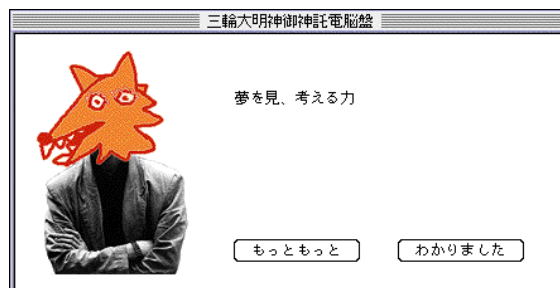 三輪大明神御神託電脳盤
夢を見、考える力
もっともっと
わかりました